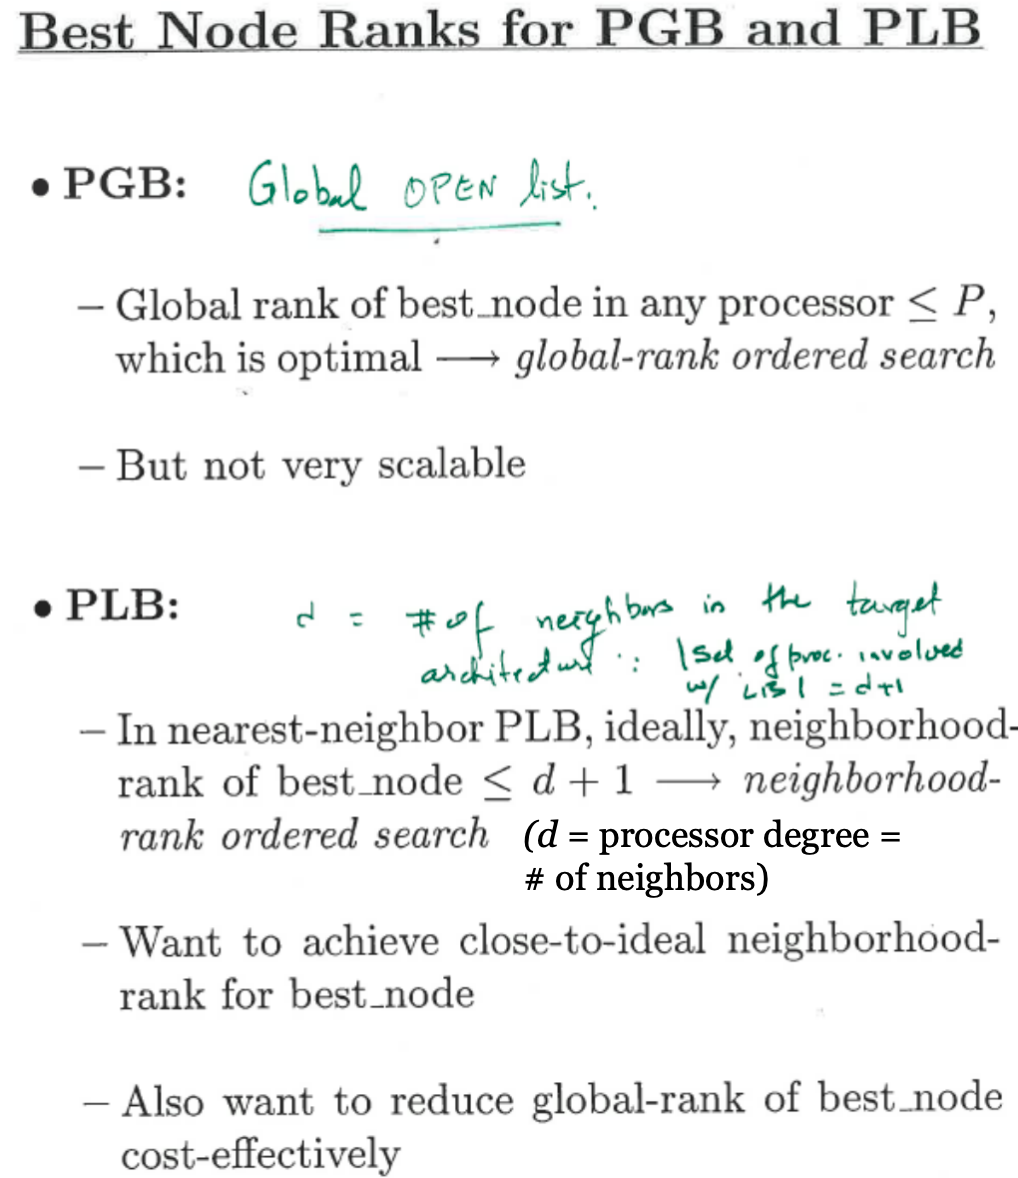 Best Node Ranks for PGB and PLB
• PGB: Global OPEN list.
– Global rank of best_node in any processor ≤ P,
which is optimal ⟶ global-rank ordered search
– But not very scalable
• PLB: d = # of neighbors in the target
architecture ∴ |Set of proc. involved
w/ LB| = d+1
– In nearest-neighbor PLB, ideally, neighborhood-
rank of best_node ≤ d + 1 ⟶ neighborhood-
rank ordered search (d = processor degree =
# of neighbors)
– Want to achieve close-to-ideal neighborhood-
rank for best_node
– Also want to reduce global-rank of best_node
cost-effectively